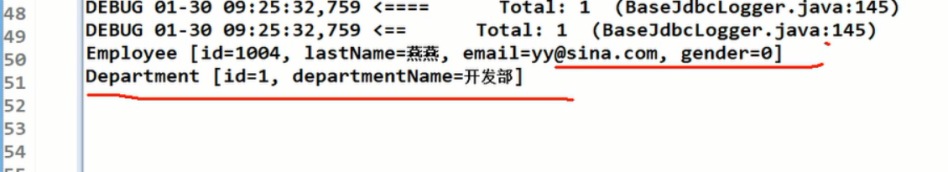 48
DEBUG 01-30 09:25:32,759 <====      Total: 1  (BaseJdbcLogger.java:145)
49
DEBUG 01-30 09:25:32,759 <==      Total: 1  (BaseJdbcLogger.java:145)
50
Employee [id=1004, lastName=燕燕, email=yy@sina.com, gender=0]
51
Department [id=1, departmentName=开发部]
52
53
54